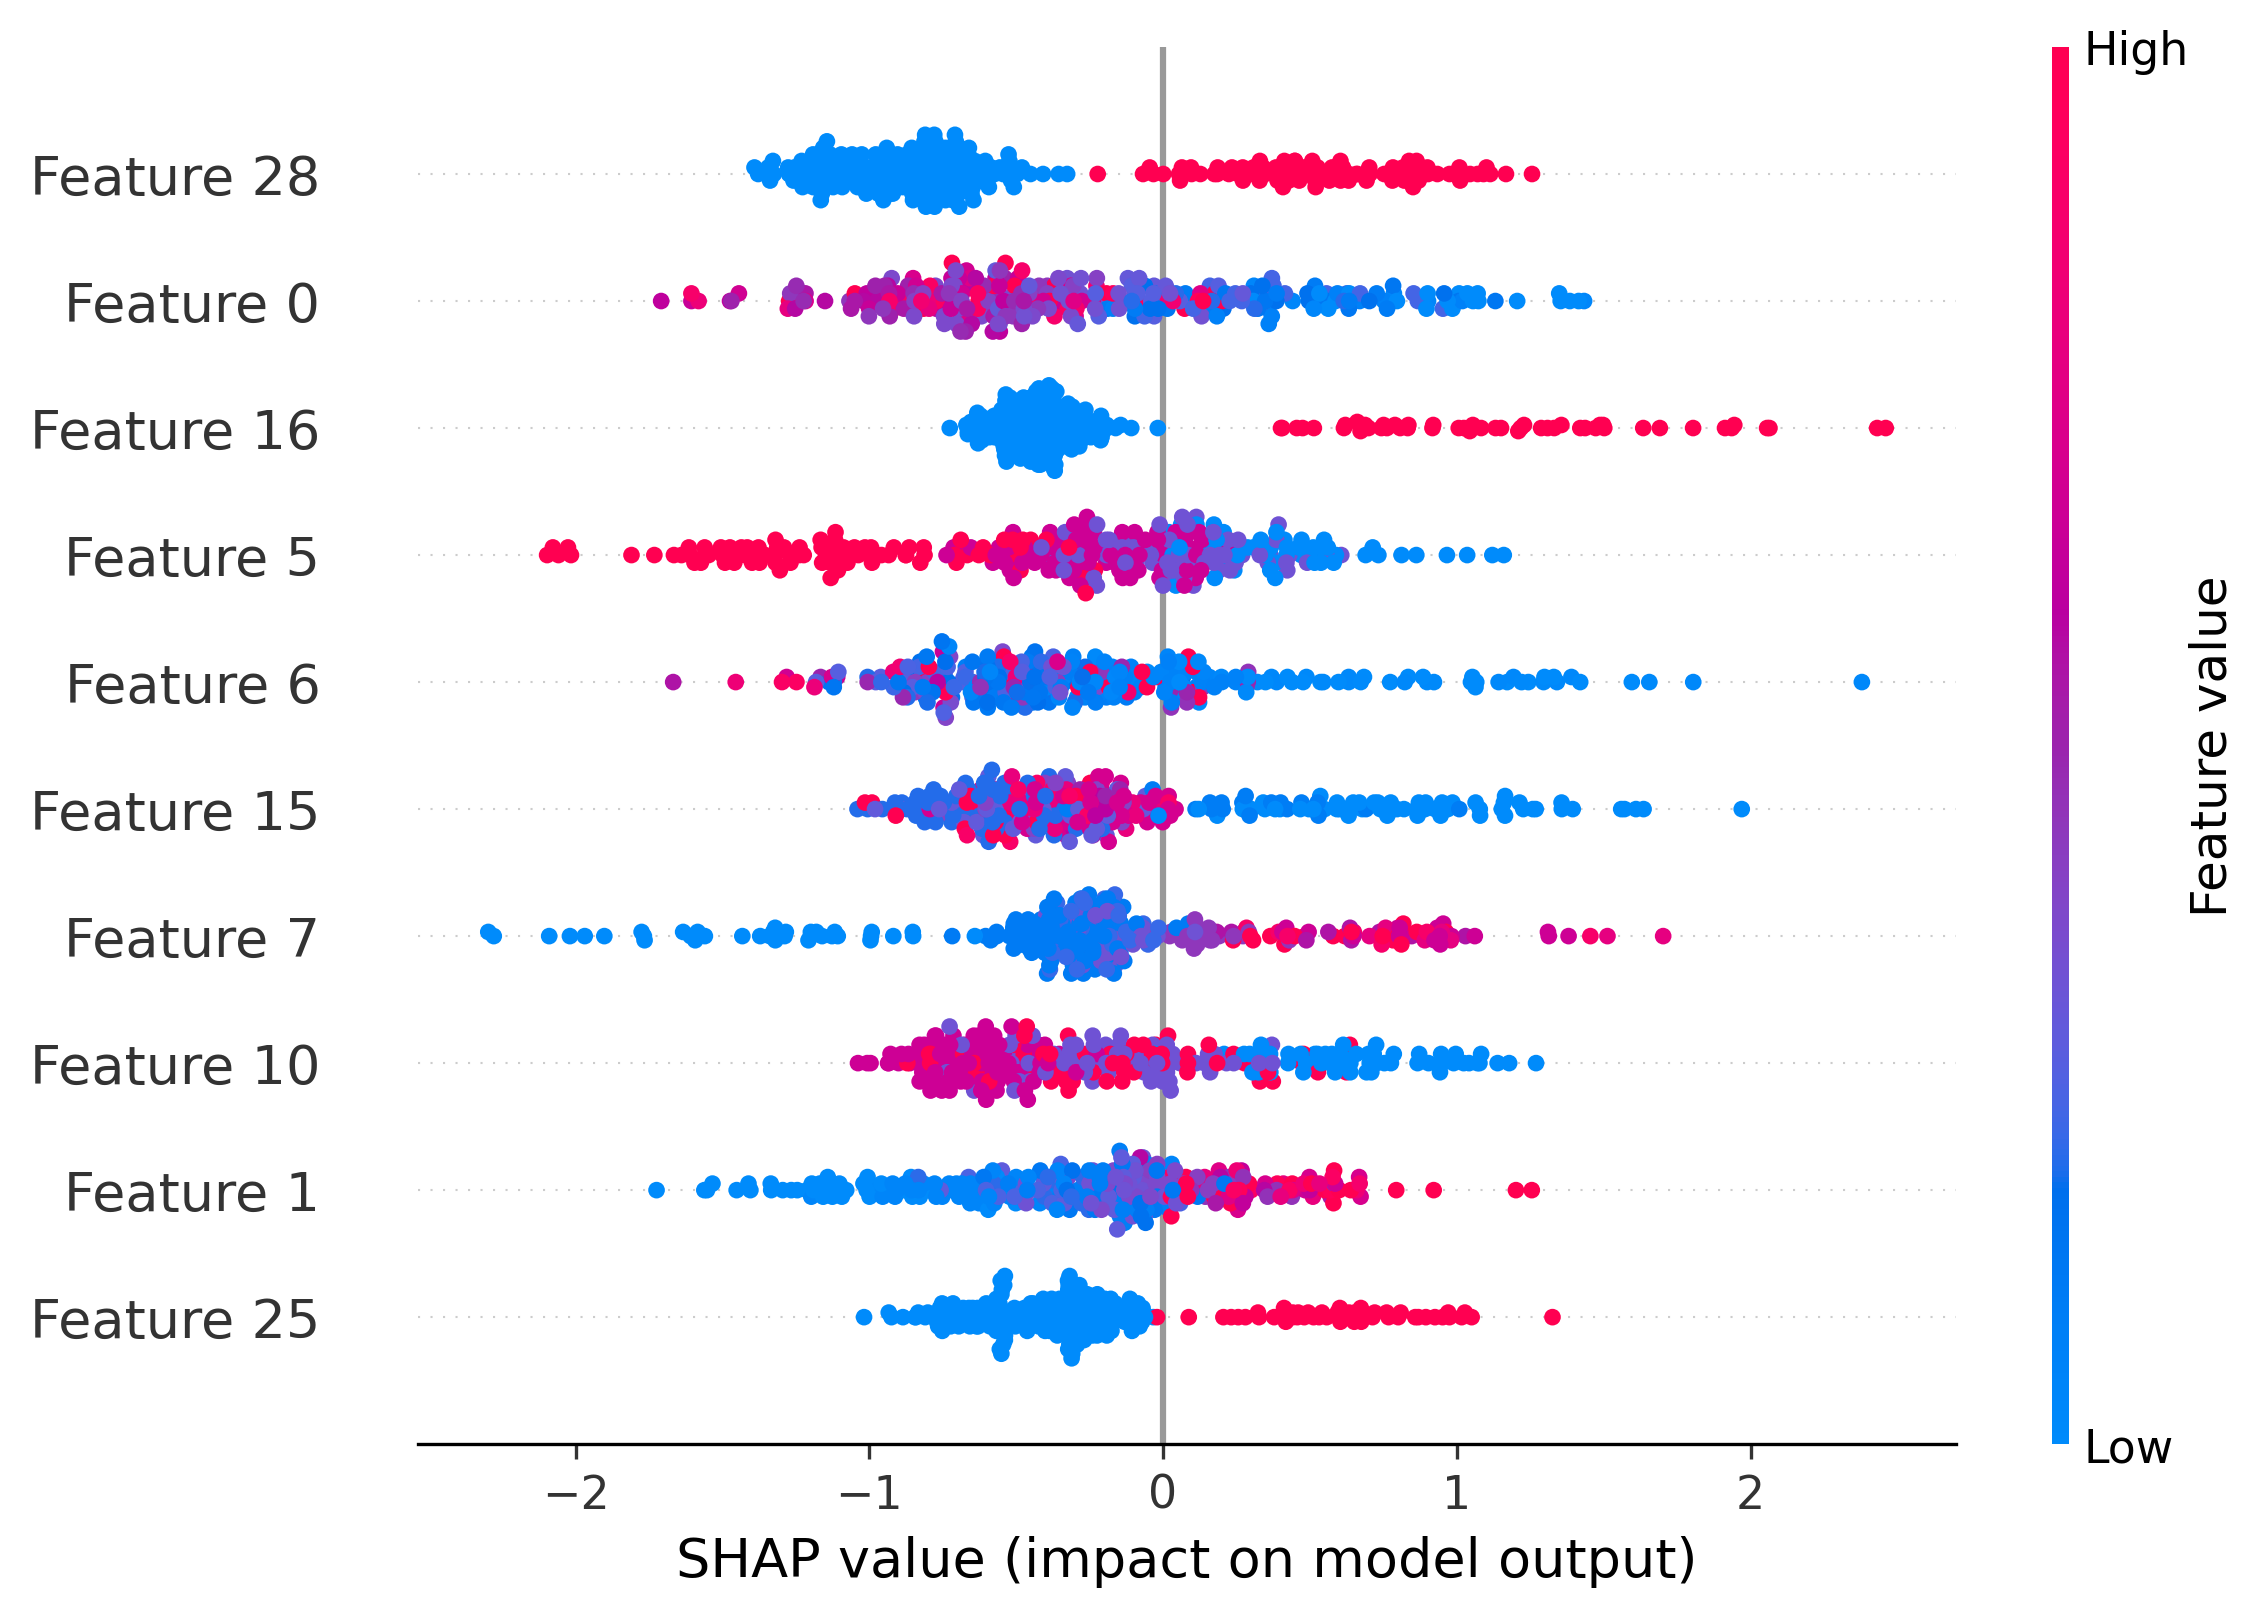 High
Feature 28
Feature 0
Feature 16
Feature 5
Feature 6
Feature 15
Feature 7
Feature 10
Feature 1
Feature 25
Feature value
Low
−2 −1 0 1 2
SHAP value (impact on model output)